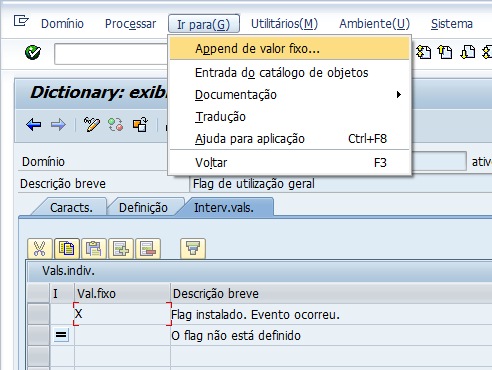 Domínio Processar Ir para(G) Utilitários(M) Ambiente(U) Sistema
Append de valor fixo...
Entrada do catálogo de objetos
Documentação
Tradução
Ajuda para aplicação Ctrl+F8
Voltar F3
Dictionary: exib
Domínio ativ
Descrição breve Flag de utilização geral
Caracts. Definição Interv.vals.
Vals.indiv.
I Val.fixo Descrição breve
X Flag instalado. Evento ocorreu.
= O flag não está definido